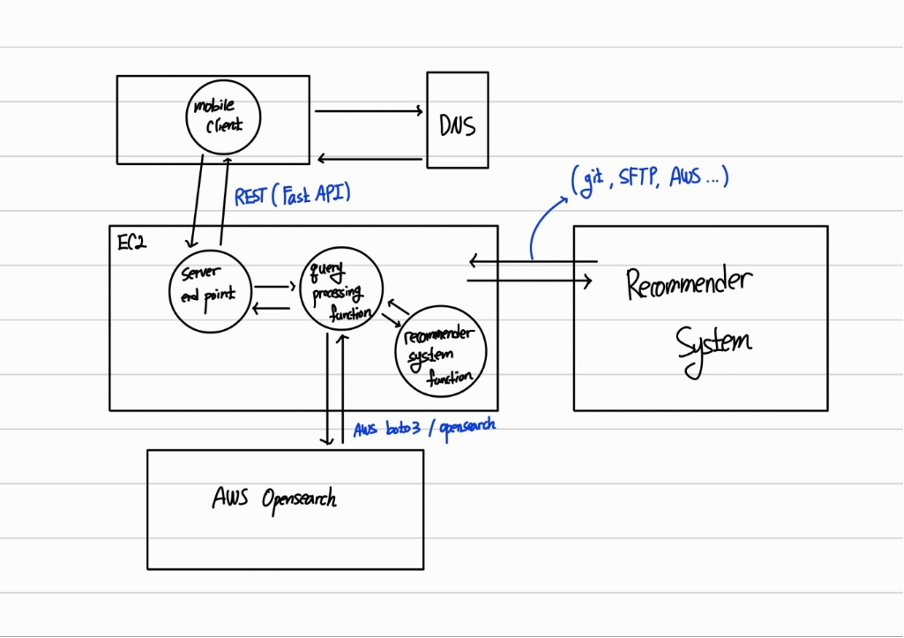 mobile
client
DNS
REST (Fast API)
(git, SFTP, AWS ...)
EC2
server
end point
query
processing
function
recommender
system
function
Recommender
System
AWS boto3 / opensearch
AWS Opensearch